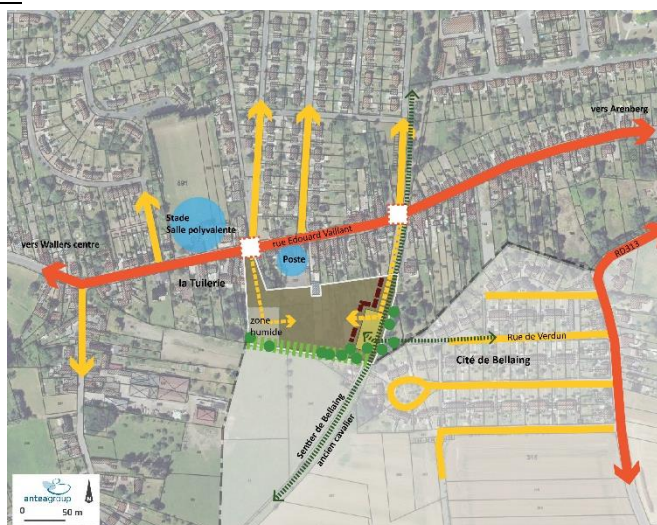 vers Arenberg
Stade
Salle polyvalente
rue Edouard Vaillant
vers Wallers centre
Poste
la Tuilerie
RD313
zone
humide
Rue de Verdun
Cité de Bellaing
Sentier de Bellaing
ancien cavalier
anteagroup
N
0 50 m